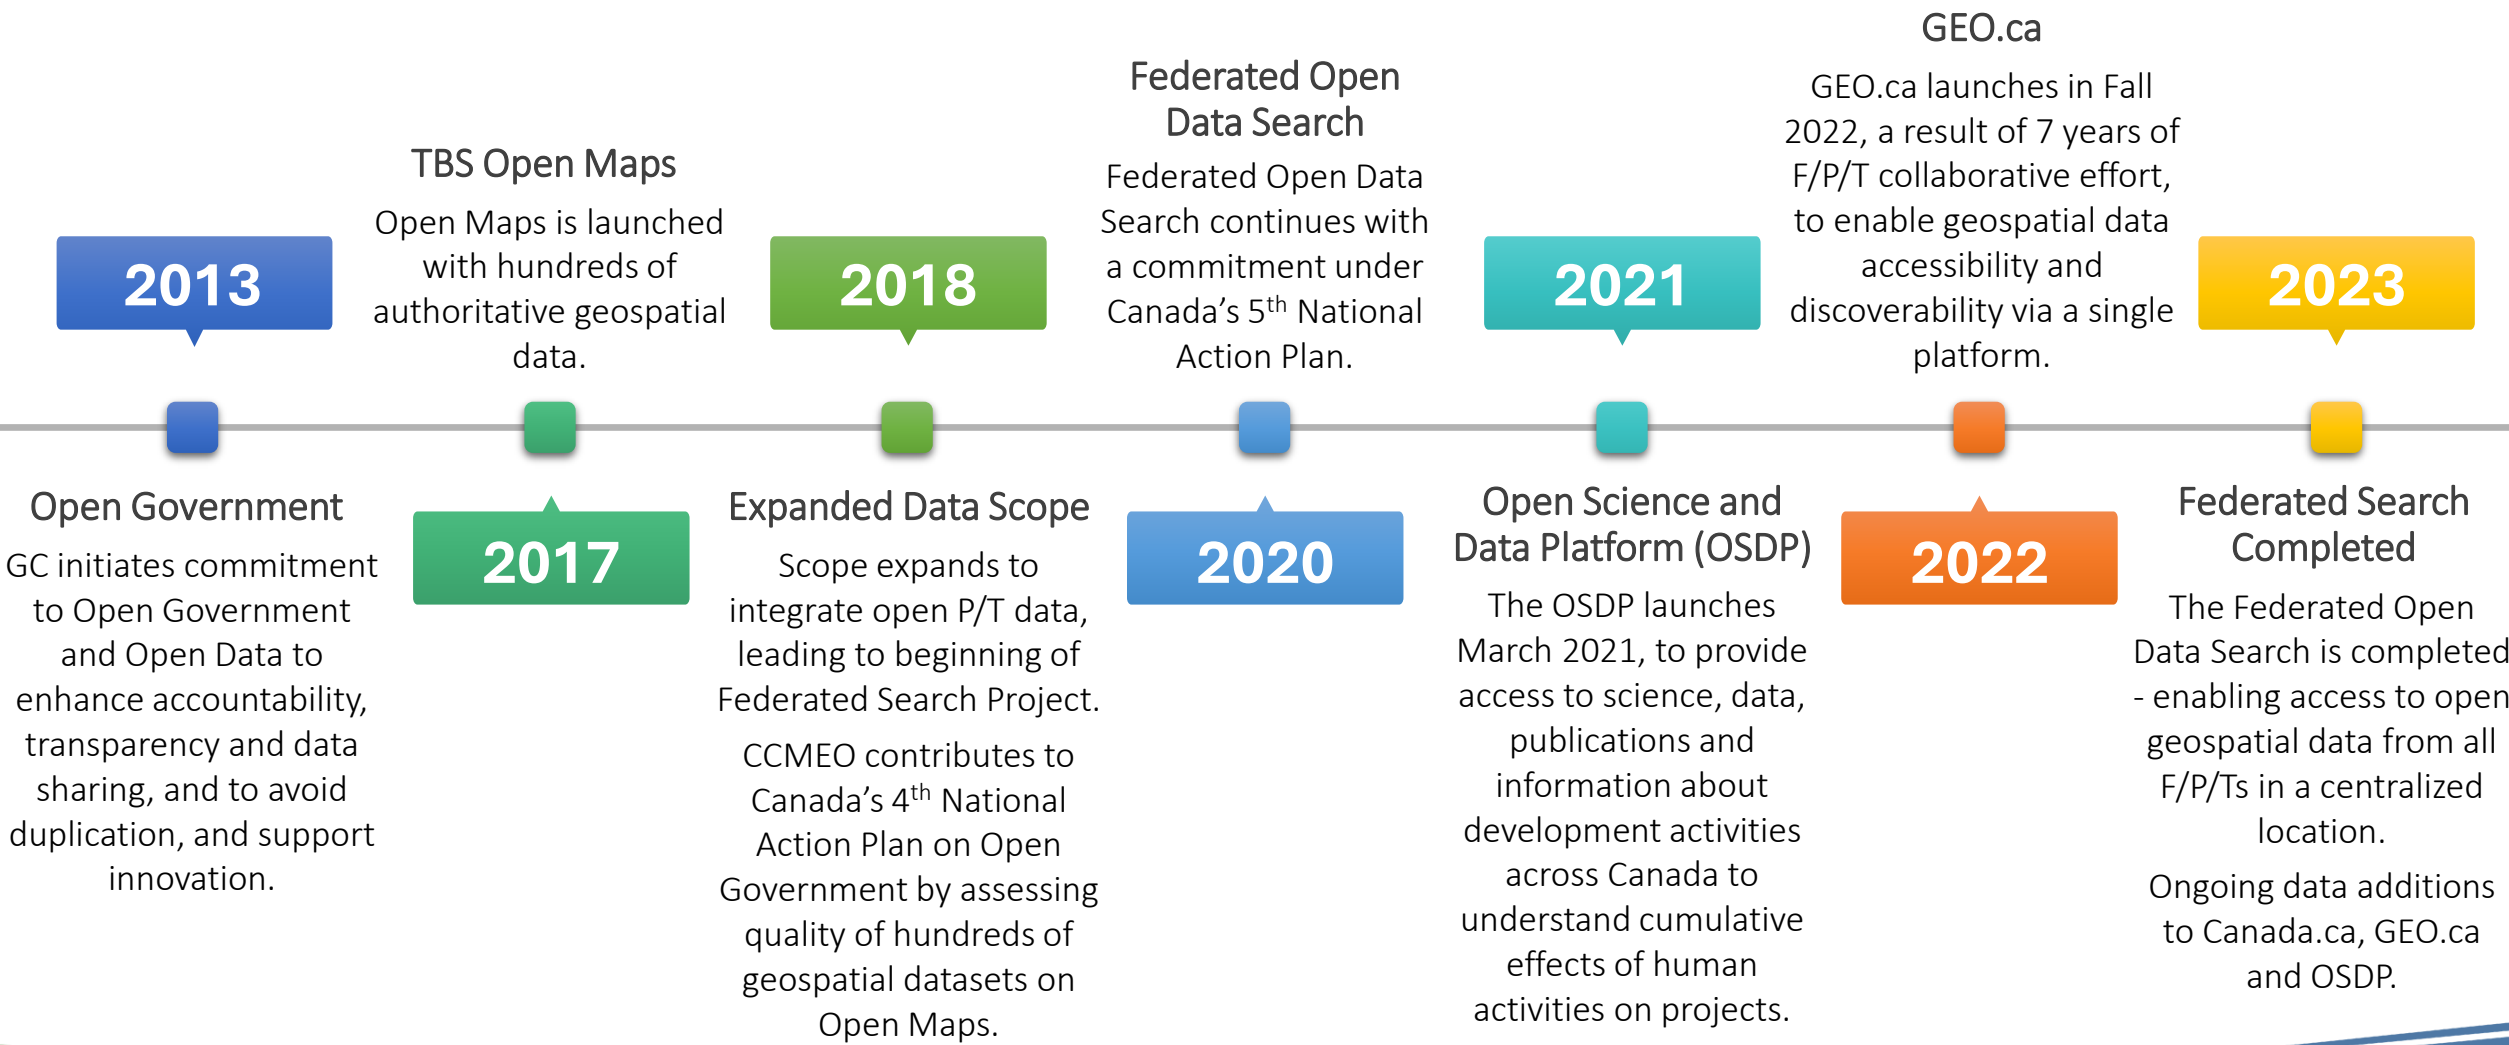 2013
Open Government
GC initiates commitment
to Open Government
and Open Data to
enhance accountability,
transparency and data
sharing, and to avoid
duplication, and support
innovation.
TBS Open Maps
Open Maps is launched
with hundreds of
authoritative geospatial
data.
2017
2018
Expanded Data Scope
Scope expands to
integrate open P/T data,
leading to beginning of
Federated Search Project.
CCMEO contributes to
Canada’s 4th National
Action Plan on Open
Government by assessing
quality of hundreds of
geospatial datasets on
Open Maps.
Federated Open
Data Search
Federated Open Data
Search continues with
a commitment under
Canada’s 5th National
Action Plan.
2020
2021
Open Science and
Data Platform (OSDP)
The OSDP launches
March 2021, to provide
access to science, data,
publications and
information about
development activities
across Canada to
understand cumulative
effects of human
activities on projects.
GEO.ca
GEO.ca launches in Fall
2022, a result of 7 years of
F/P/T collaborative effort,
to enable geospatial data
accessibility and
discoverability via a single
platform.
2022
2023
Federated Search
Completed
The Federated Open
Data Search is completed
- enabling access to open
geospatial data from all
F/P/Ts in a centralized
location.
Ongoing data additions
to Canada.ca, GEO.ca
and OSDP.